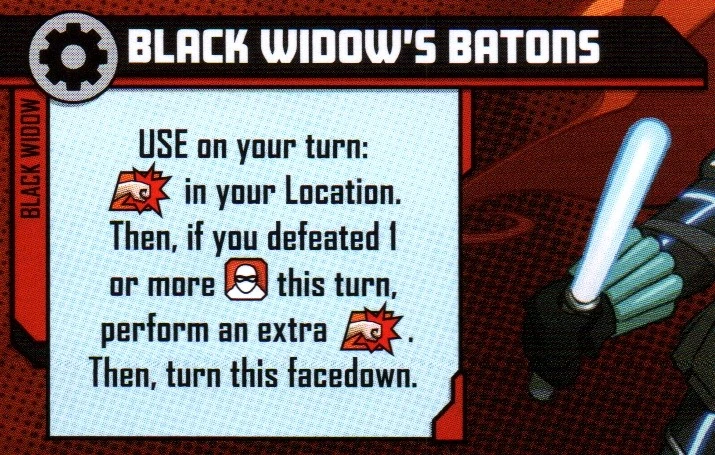 BLACK WIDOW'S BATONS
BLACK WIDOW
USE on your turn:
in your Location.
Then, if you defeated 1
or more this turn,
perform an extra .
Then, turn this facedown.